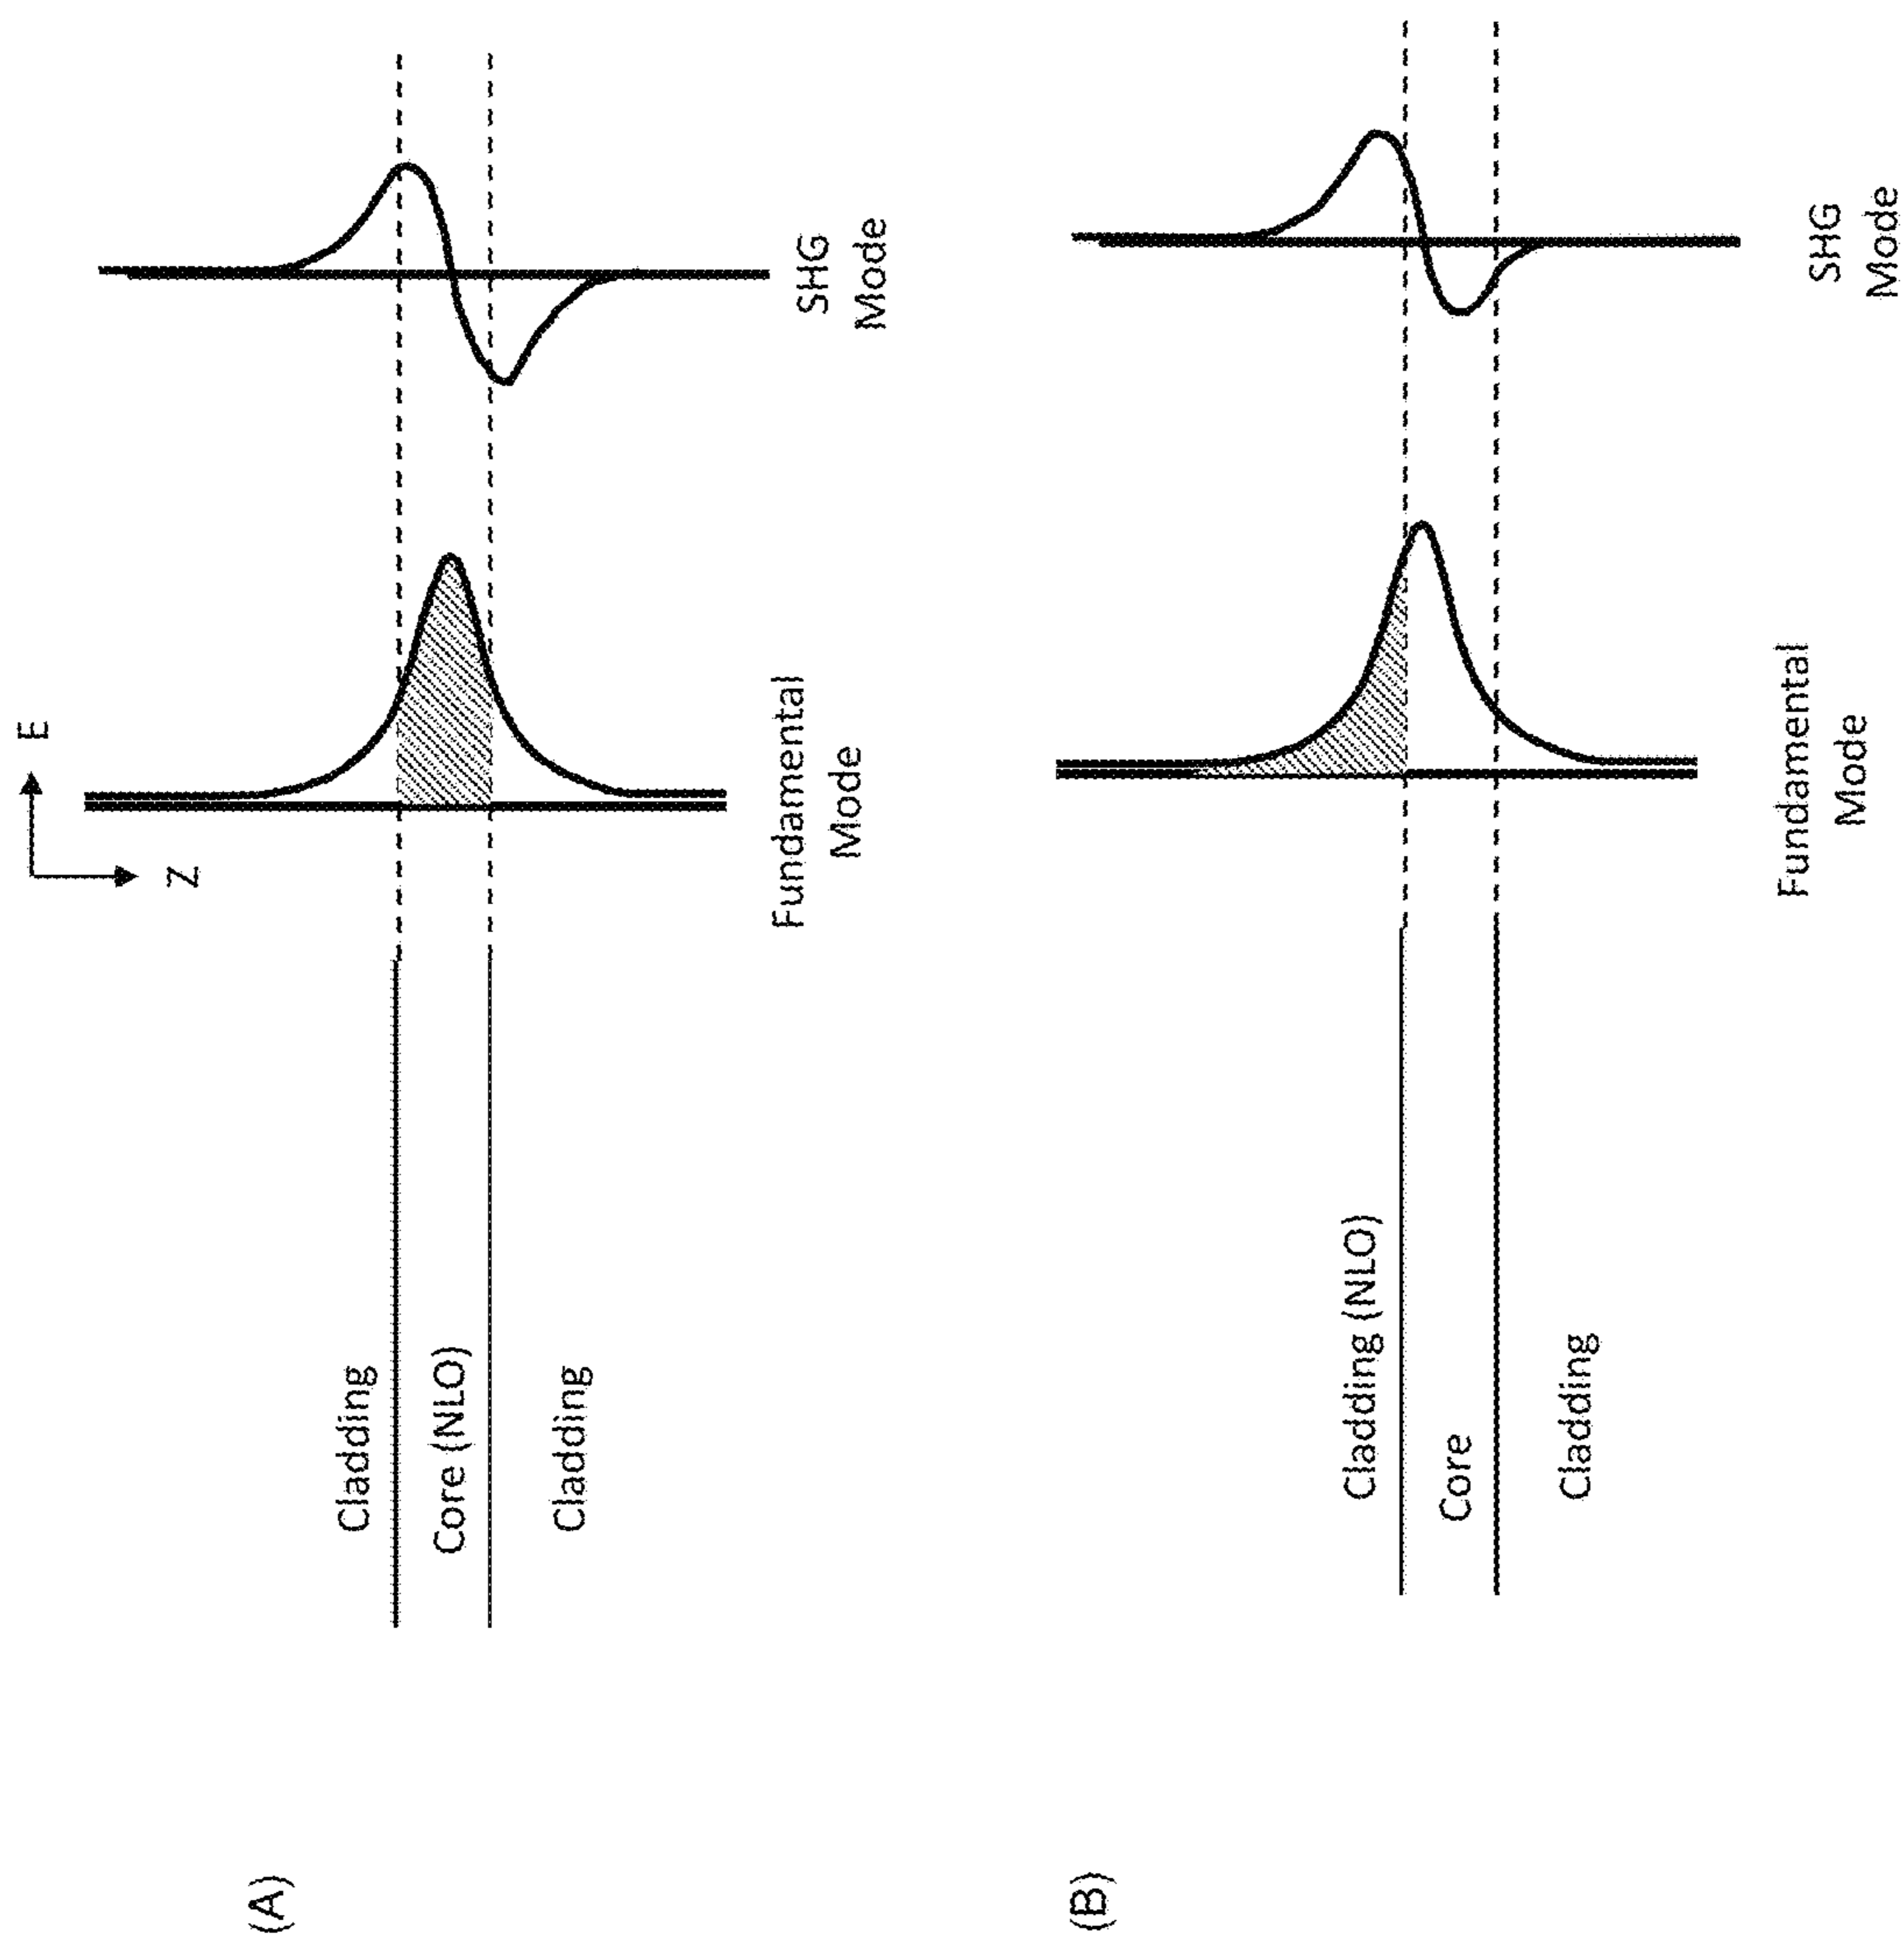 (A)
Cladding
Core (NLO)
Cladding
Z
E
Fundamental
Mode
SHG
Mode
(B)
Cladding (NLO)
Core
Cladding
Fundamental
Mode
SHG
Mode